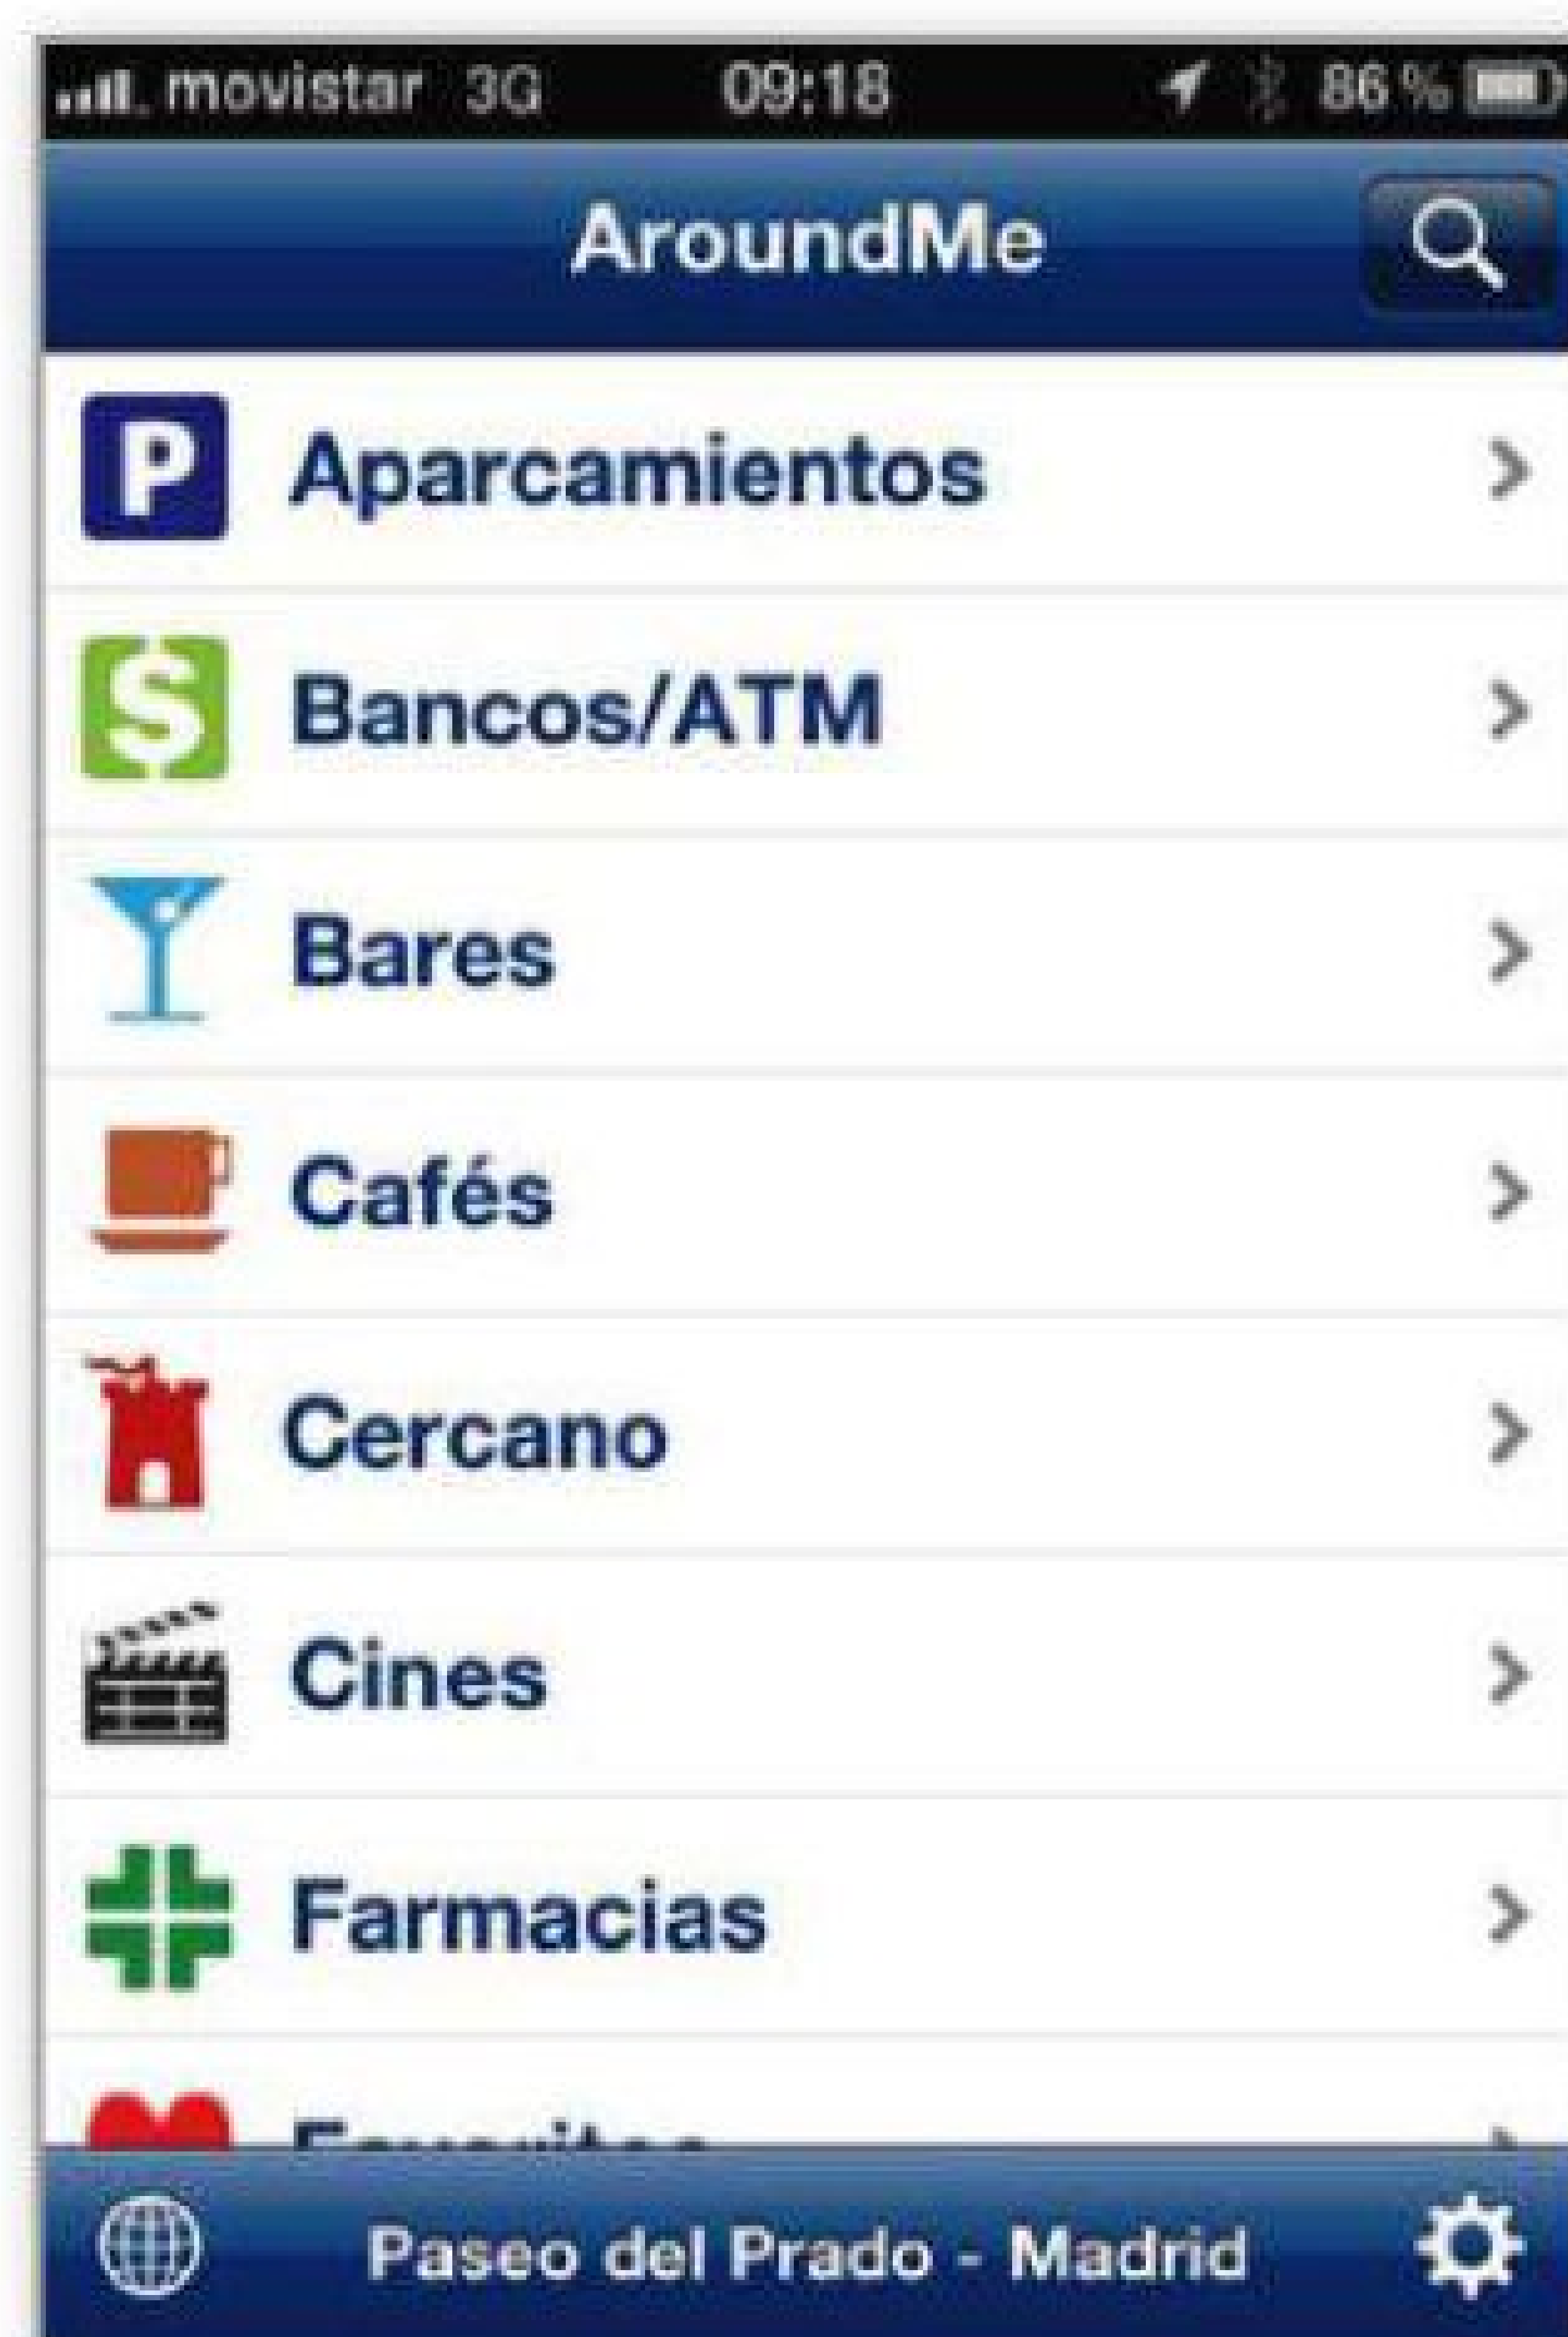 movistar 3G 09:18 86 %
AroundMe
P Aparcamientos
$ Bancos/ATM
Bares
Cafés
Cercano
Cines
Farmacias
Paseo del Prado - Madrid